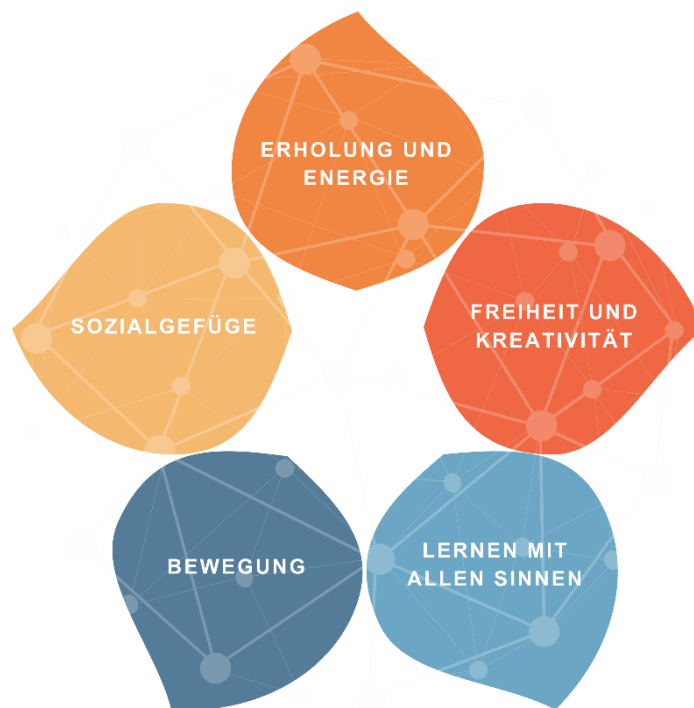 ERHOLUNG UND
ENERGIE
SOZIALGEFÜGE
FREIHEIT UND
KREATIVITÄT
BEWEGUNG
LERNEN MIT
ALLEN SINNEN